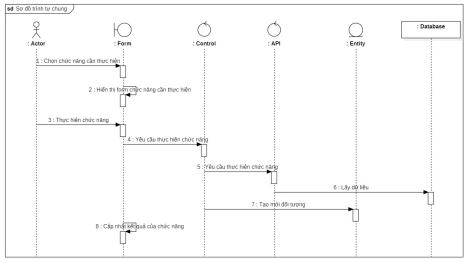 sd Sơ đồ trình tự chung
: Actor
: Form
: Control
: API
: Entity
: Database
1 : Chọn chức năng cần thực hiện
2 : Hiển thị form chức năng cần thực hiện
3 : Thực hiện chức năng
4 : Yêu cầu thực hiện chức năng
5 : Yêu cầu thực hiện chức năng
6 : Lấy dữ liệu
7 : Tạo mới đối tượng
8 : Cập nhật kết quả của chức năng